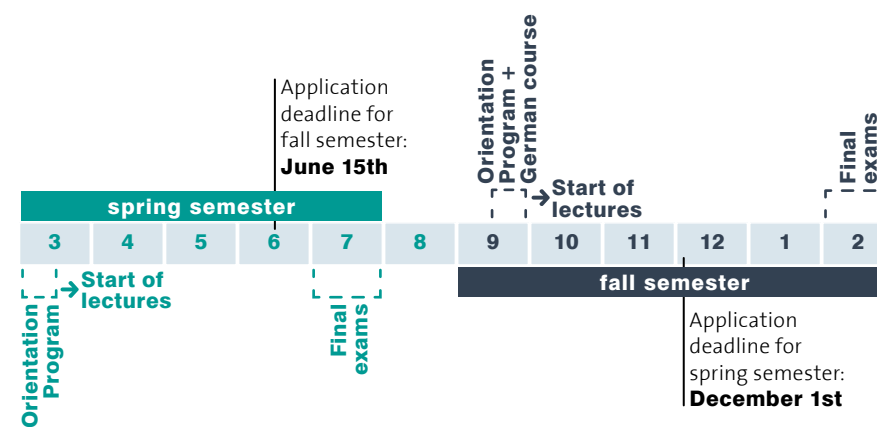 Orientation
Program +
German course
Final
exams
Application
deadline for
fall semester:
June 15th
Start of
lectures
spring semester
3 4 5 6 7 8 9 10 11 12 1 2
Start of
lectures
fall semester
Orientation
Program
Final
exams
Application
deadline for
spring semester:
December 1st